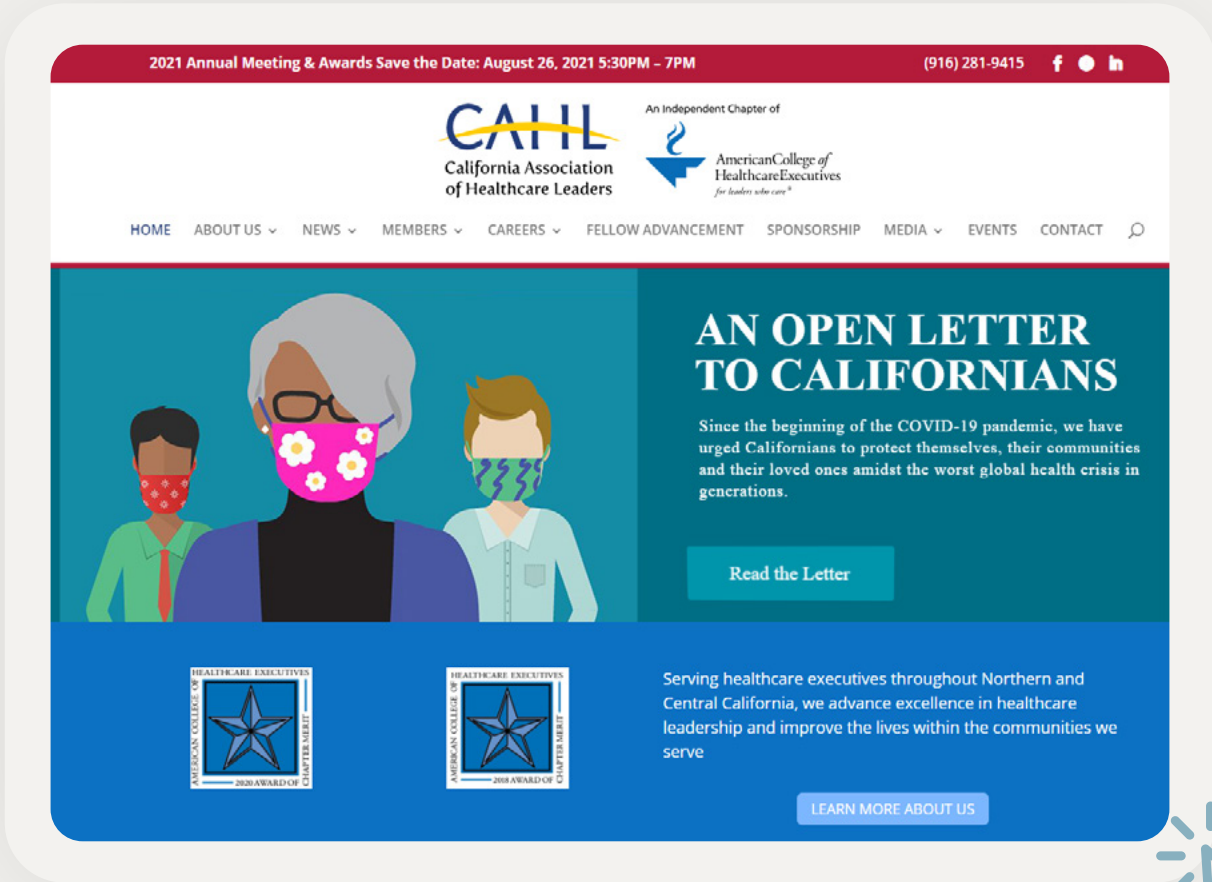 2021 Annual Meeting & Awards Save the Date: August 26, 2021 5:30PM – 7PM
(916) 281-9415
CAHL
California Association
of Healthcare Leaders
An Independent Chapter of
AmericanCollege of
HealthcareExecutives
for leaders who care®
HOME ABOUT US NEWS MEMBERS CAREERS FELLOW ADVANCEMENT SPONSORSHIP MEDIA EVENTS CONTACT
AN OPEN LETTER
TO CALIFORNIANS
Since the beginning of the COVID-19 pandemic, we have
urged Californians to protect themselves, their communities
and their loved ones amidst the worst global health crisis in
generations.
Read the Letter
AMERICAN COLLEGE OF
HEALTHCARE EXECUTIVES
2020 AWARD OF
CHAPTER MERIT
AMERICAN COLLEGE OF
HEALTHCARE EXECUTIVES
2018 AWARD OF
CHAPTER MERIT
Serving healthcare executives throughout Northern and
Central California, we advance excellence in healthcare
leadership and improve the lives within the communities we
serve
LEARN MORE ABOUT US